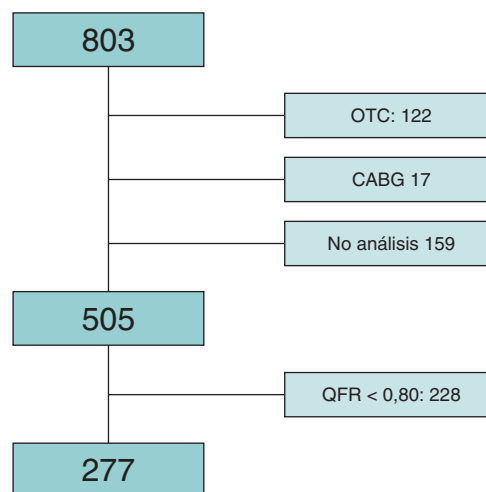 803
OTC: 122
CABG 17
No análisis 159
505
QFR < 0,80: 228
277